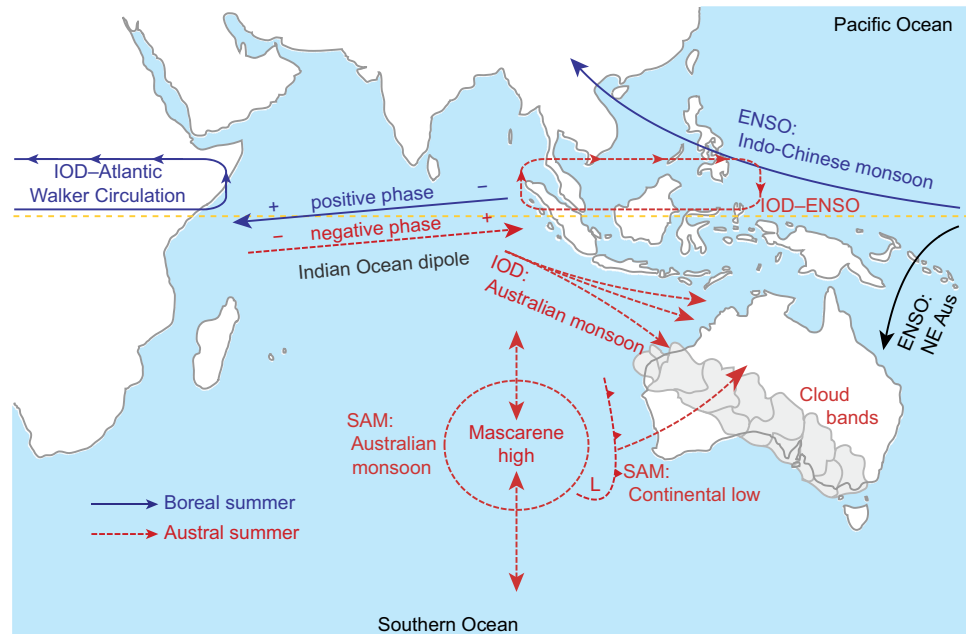 Pacific Ocean
ENSO:
Indo-Chinese monsoon
IOD–Atlantic
Walker Circulation
+ positive phase –
– negative phase +
Indian Ocean dipole
IOD–ENSO
IOD:
Australian monsoon
ENSO:
NE Aus
SAM:
Australian
monsoon
Mascarene
high
L
SAM:
Continental low
Cloud
bands
Boreal summer
Austral summer
Southern Ocean